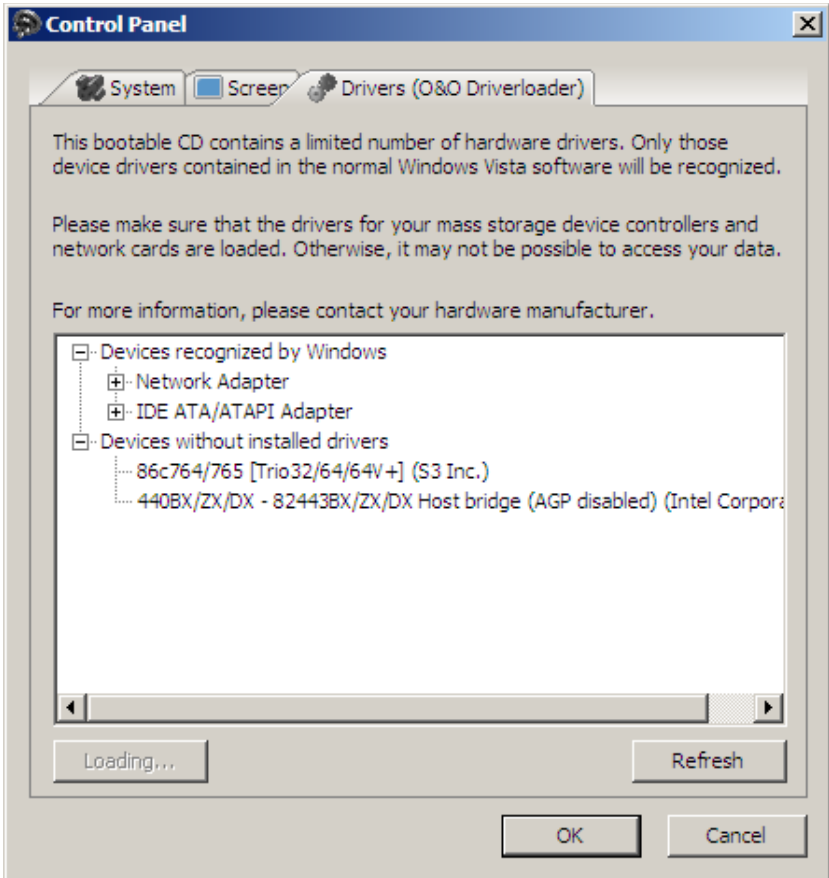 Control Panel
System Screen Drivers (O&O Driverloader)
This bootable CD contains a limited number of hardware drivers. Only those
device drivers contained in the normal Windows Vista software will be recognized.
Please make sure that the drivers for your mass storage device controllers and
network cards are loaded. Otherwise, it may not be possible to access your data.
For more information, please contact your hardware manufacturer.
Devices recognized by Windows
Network Adapter
IDE ATA/ATAPI Adapter
Devices without installed drivers
86c764/765 [Trio32/64/64V+] (S3 Inc.)
440BX/ZX/DX - 82443BX/ZX/DX Host bridge (AGP disabled) (Intel Corpora
Loading... Refresh
OK Cancel